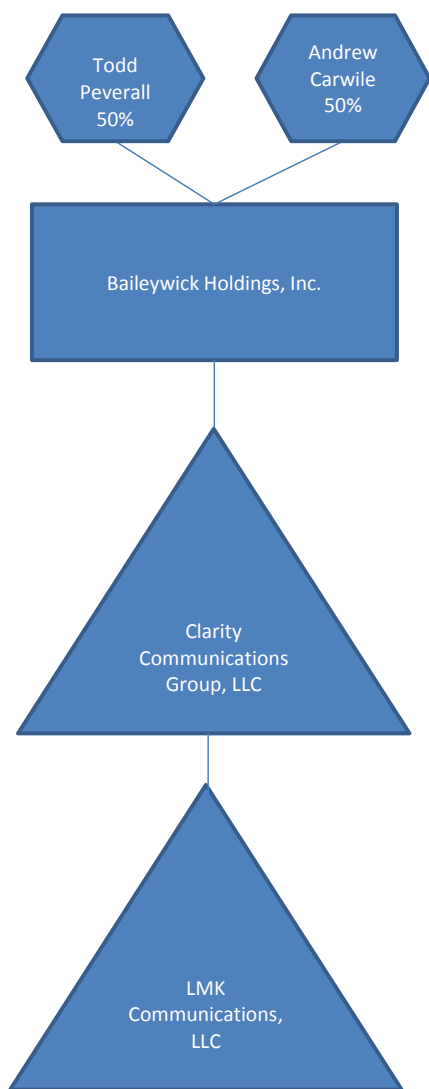 Todd
Peverall
50%
Andrew
Carwile
50%
Baileywick Holdings, Inc.
Clarity
Communications
Group, LLC
LMK
Communications,
LLC